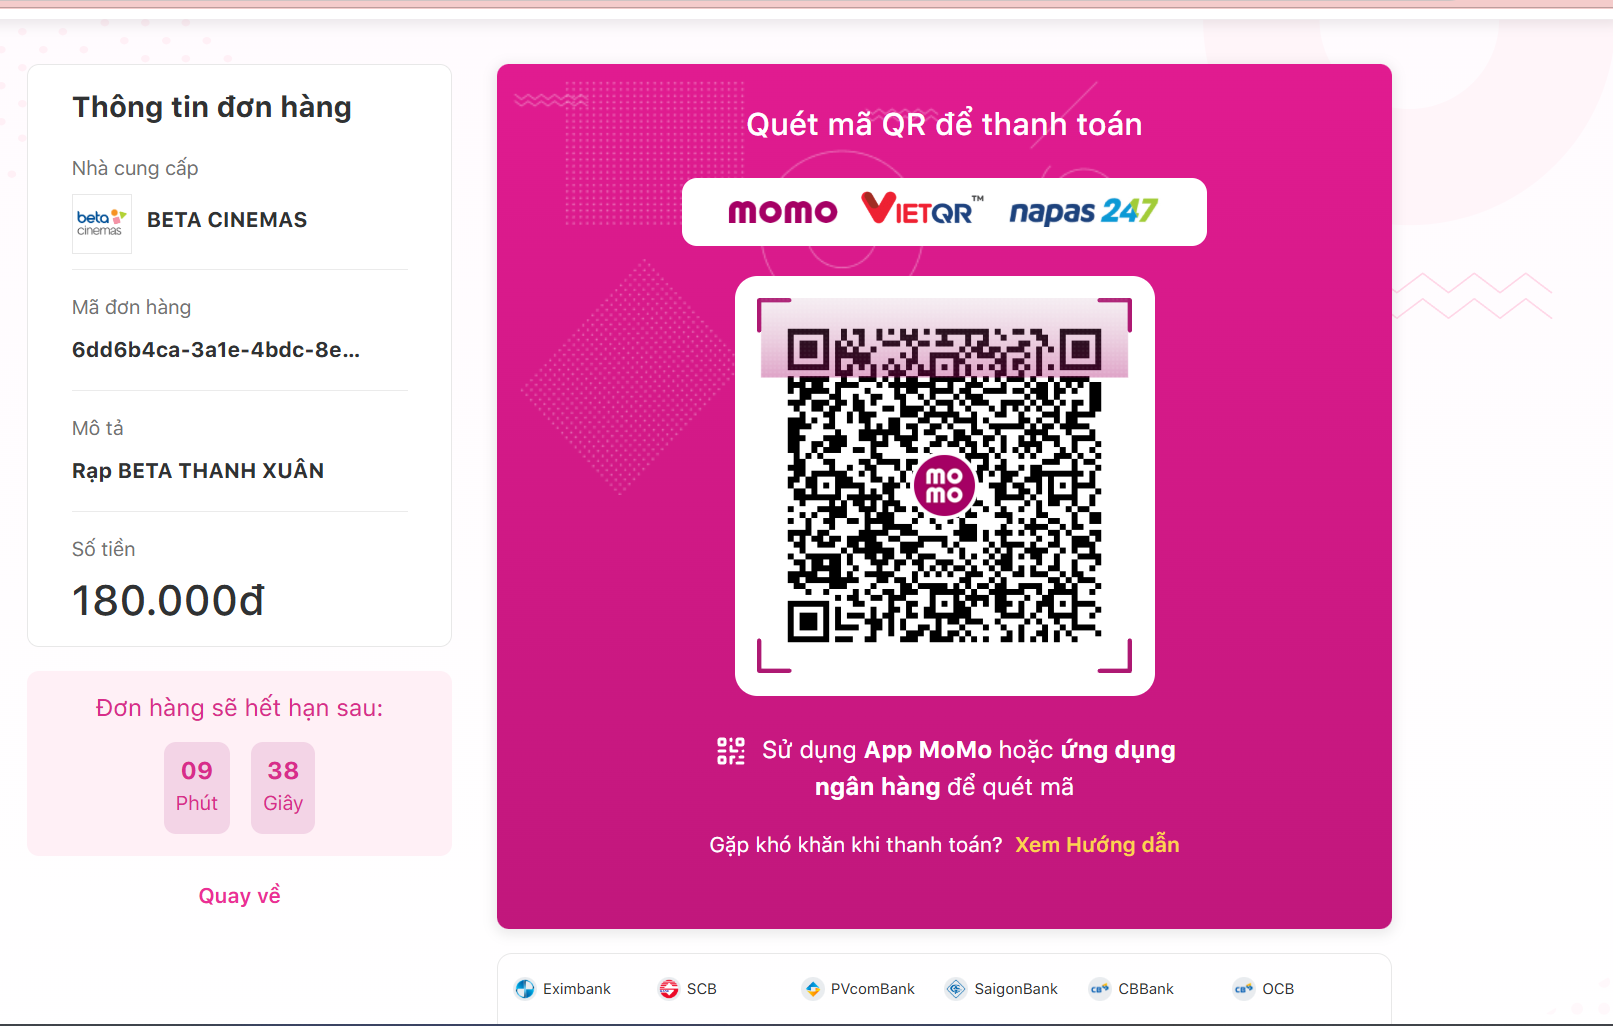 Thông tin đơn hàng
Nhà cung cấp
beta
cinemas
BETA CINEMAS
Mã đơn hàng
6dd6b4ca-3a1e-4bdc-8e...
Mô tả
Rạp BETA THANH XUÂN
Số tiền
180.000đ
Đơn hàng sẽ hết hạn sau:
09 38
Phút Giây
Quay về
Quét mã QR để thanh toán
momo VIETQR™ napas 247
mo
mo
Sử dụng App MoMo hoặc ứng dụng
ngân hàng để quét mã
Gặp khó khăn khi thanh toán? Xem Hướng dẫn
Eximbank SCB PVcomBank SaigonBank CB CBBank CB OCB